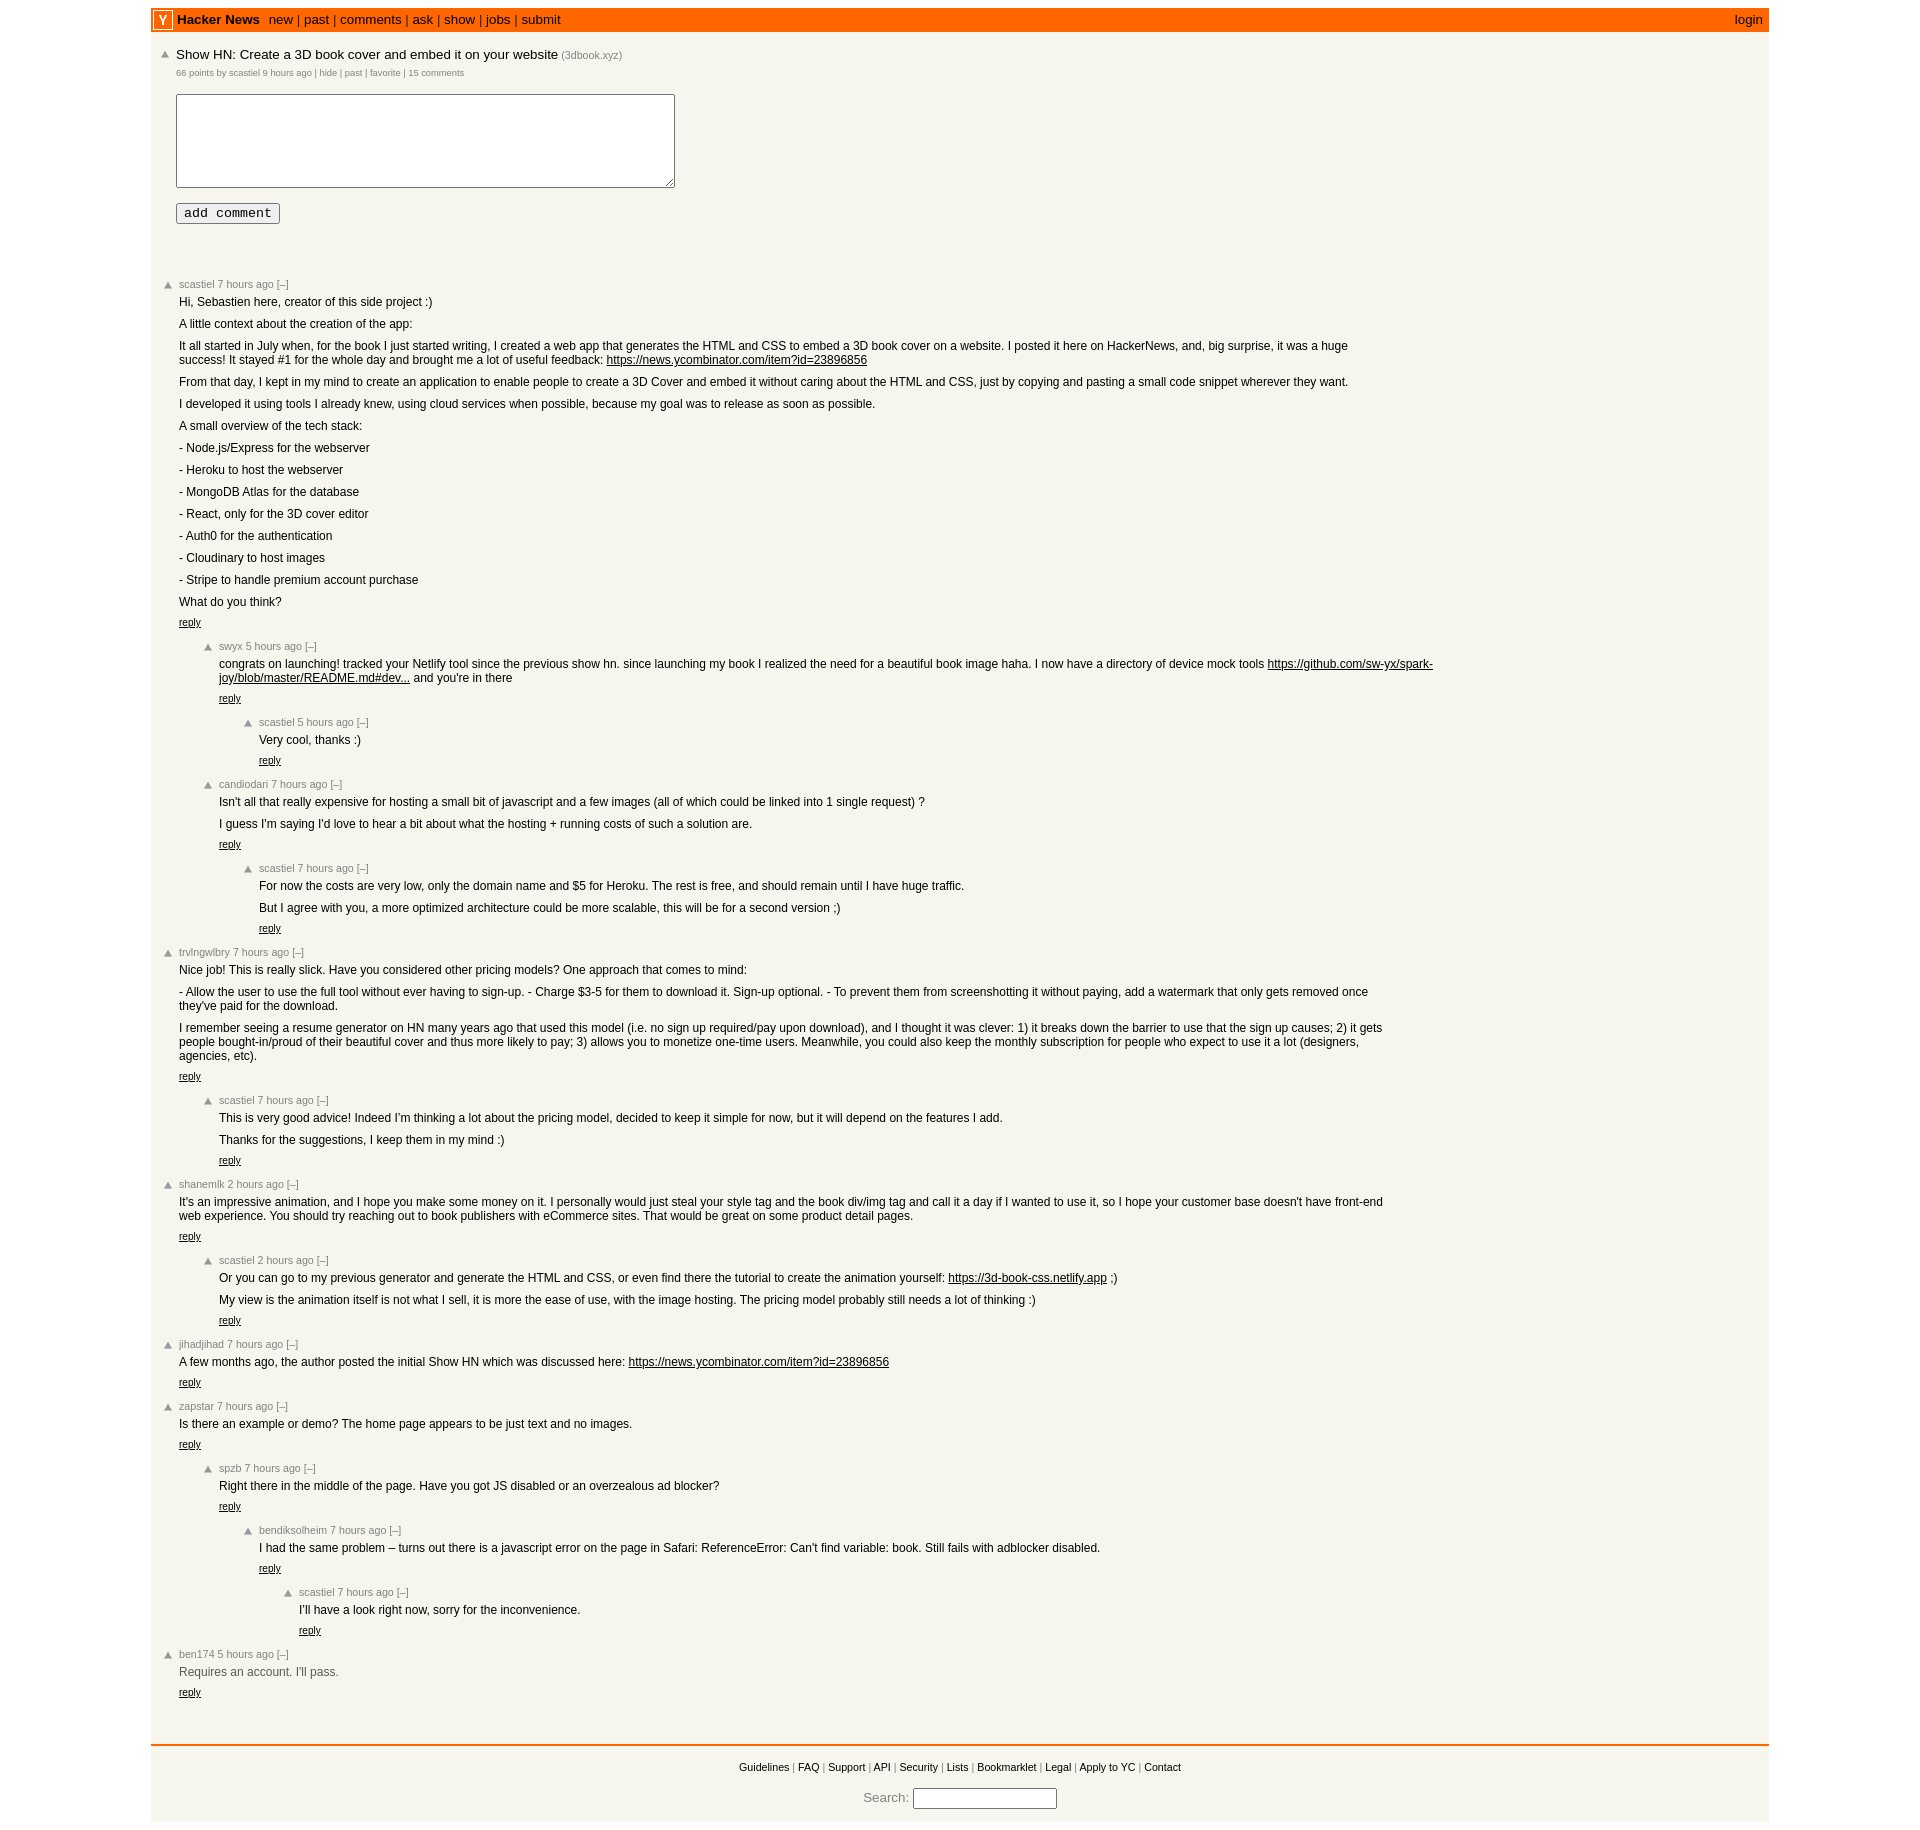 Y Hacker News new | past | comments | ask | show | jobs | submit login
Show HN: Create a 3D book cover and embed it on your website (3dbook.xyz)
66 points by scastiel 9 hours ago | hide | past | favorite | 15 comments
add comment
scastiel 7 hours ago [–]
Hi, Sebastien here, creator of this side project :)
A little context about the creation of the app:
It all started in July when, for the book I just started writing, I created a web app that generates the HTML and CSS to embed a 3D book cover on a website. I posted it here on HackerNews, and, big surprise, it was a huge
success! It stayed #1 for the whole day and brought me a lot of useful feedback: https://news.ycombinator.com/item?id=23896856
From that day, I kept in my mind to create an application to enable people to create a 3D Cover and embed it without caring about the HTML and CSS, just by copying and pasting a small code snippet wherever they want.
I developed it using tools I already knew, using cloud services when possible, because my goal was to release as soon as possible.
A small overview of the tech stack:
- Node.js/Express for the webserver
- Heroku to host the webserver
- MongoDB Atlas for the database
- React, only for the 3D cover editor
- Auth0 for the authentication
- Cloudinary to host images
- Stripe to handle premium account purchase
What do you think?
reply
swyx 5 hours ago [–]
congrats on launching! tracked your Netlify tool since the previous show hn. since launching my book I realized the need for a beautiful book image haha. I now have a directory of device mock tools https://github.com/sw-yx/spark-
joy/blob/master/README.md#dev... and you're in there
reply
scastiel 5 hours ago [–]
Very cool, thanks :)
reply
candiodari 7 hours ago [–]
Isn't all that really expensive for hosting a small bit of javascript and a few images (all of which could be linked into 1 single request) ?
I guess I'm saying I'd love to hear a bit about what the hosting + running costs of such a solution are.
reply
scastiel 7 hours ago [–]
For now the costs are very low, only the domain name and $5 for Heroku. The rest is free, and should remain until I have huge traffic.
But I agree with you, a more optimized architecture could be more scalable, this will be for a second version ;)
reply
trvlngwlbry 7 hours ago [–]
Nice job! This is really slick. Have you considered other pricing models? One approach that comes to mind:
- Allow the user to use the full tool without ever having to sign-up. - Charge $3-5 for them to download it. Sign-up optional. - To prevent them from screenshotting it without paying, add a watermark that only gets removed once
they've paid for the download.
I remember seeing a resume generator on HN many years ago that used this model (i.e. no sign up required/pay upon download), and I thought it was clever: 1) it breaks down the barrier to use that the sign up causes; 2) it gets
people bought-in/proud of their beautiful cover and thus more likely to pay; 3) allows you to monetize one-time users. Meanwhile, you could also keep the monthly subscription for people who expect to use it a lot (designers,
agencies, etc).
reply
scastiel 7 hours ago [–]
This is very good advice! Indeed I’m thinking a lot about the pricing model, decided to keep it simple for now, but it will depend on the features I add.
Thanks for the suggestions, I keep them in my mind :)
reply
shanemlk 2 hours ago [–]
It's an impressive animation, and I hope you make some money on it. I personally would just steal your style tag and the book div/img tag and call it a day if I wanted to use it, so I hope your customer base doesn't have front-end
web experience. You should try reaching out to book publishers with eCommerce sites. That would be great on some product detail pages.
reply
scastiel 2 hours ago [–]
Or you can go to my previous generator and generate the HTML and CSS, or even find there the tutorial to create the animation yourself: https://3d-book-css.netlify.app ;)
My view is the animation itself is not what I sell, it is more the ease of use, with the image hosting. The pricing model probably still needs a lot of thinking :)
reply
jihadjihad 7 hours ago [–]
A few months ago, the author posted the initial Show HN which was discussed here: https://news.ycombinator.com/item?id=23896856
reply
zapstar 7 hours ago [–]
Is there an example or demo? The home page appears to be just text and no images.
reply
spzb 7 hours ago [–]
Right there in the middle of the page. Have you got JS disabled or an overzealous ad blocker?
reply
bendiksolheim 7 hours ago [–]
I had the same problem – turns out there is a javascript error on the page in Safari: ReferenceError: Can't find variable: book. Still fails with adblocker disabled.
reply
scastiel 7 hours ago [–]
I’ll have a look right now, sorry for the inconvenience.
reply
ben174 5 hours ago [–]
Requires an account. I'll pass.
reply
Guidelines | FAQ | Support | API | Security | Lists | Bookmarklet | Legal | Apply to YC | Contact
Search: